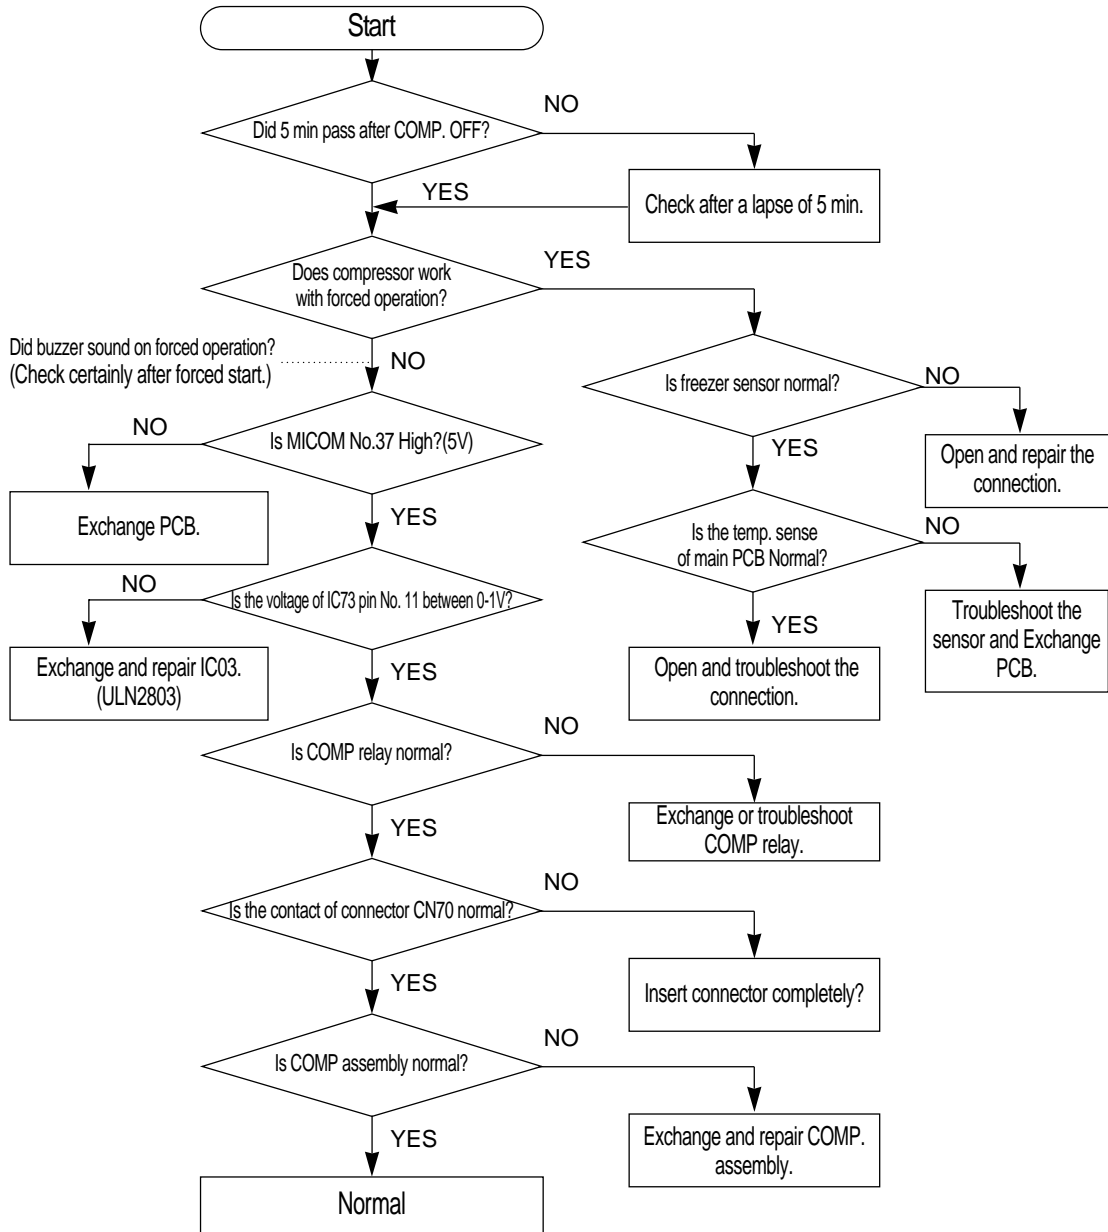 Start
NO
Did 5 min pass after COMP. OFF?
YES
Check after a lapse of 5 min.
Does compressor work
with forced operation?
YES
Did buzzer sound on forced operation?
(Check certainly after forced start.)
NO
Is freezer sensor normal?
NO
NO
Is MICOM No.37 High?(5V)
YES
Open and repair the
connection.
Exchange PCB.
YES
Is the temp. sense
of main PCB Normal?
NO
NO
Is the voltage of IC73 pin No. 11 between 0-1V?
YES
Troubleshoot the
sensor and Exchange
PCB.
Exchange and repair IC03.
(ULN2803)
YES
Open and troubleshoot the
connection.
Is COMP relay normal?
NO
YES
Exchange or troubleshoot
COMP relay.
Is the contact of connector CN70 normal?
NO
YES
Insert connector completely?
Is COMP assembly normal?
NO
YES
Exchange and repair COMP.
assembly.
Normal